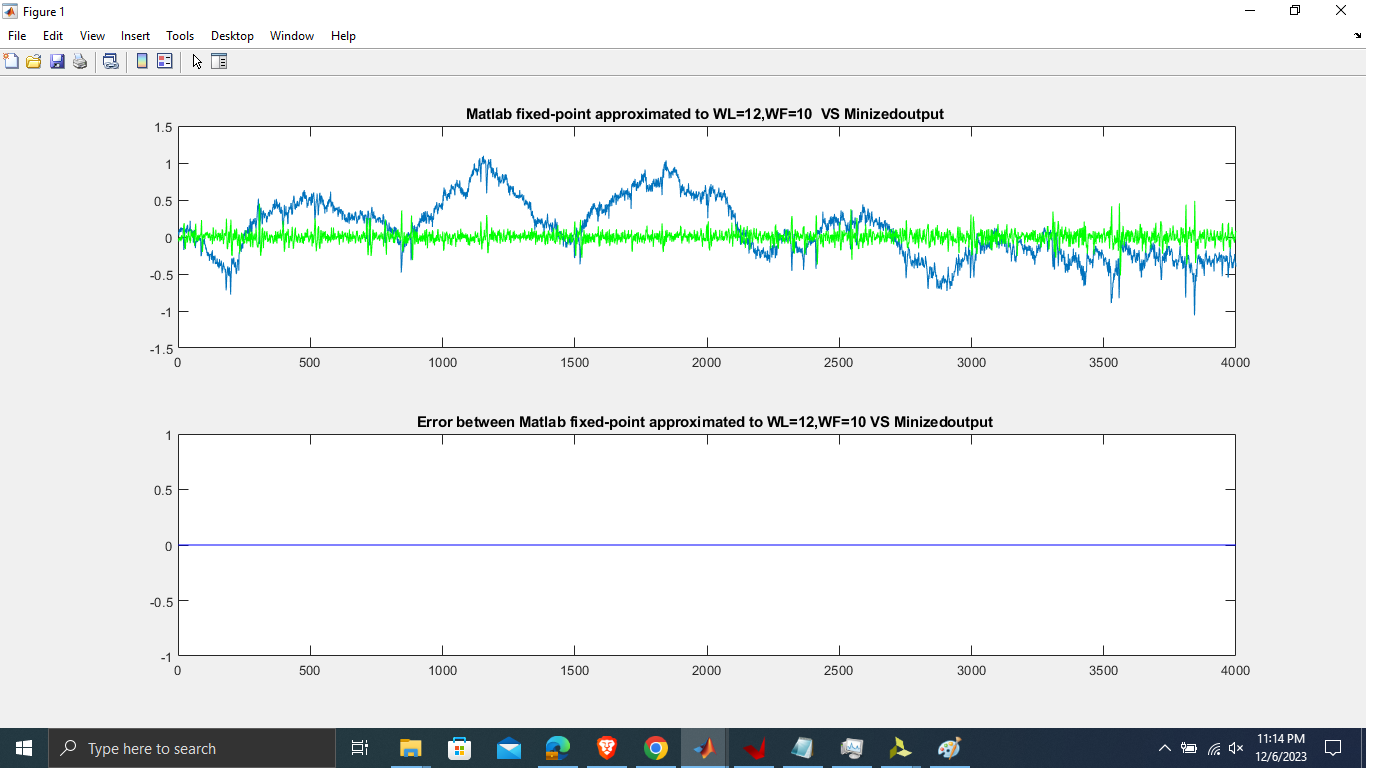 Figure 1
File Edit View Insert Tools Desktop Window Help
Matlab fixed-point approximated to WL=12,WF=10  VS Minizedoutput
1.5
1
0.5
0
-0.5
-1
-1.5
0 500 1000 1500 2000 2500 3000 3500 4000
Error between Matlab fixed-point approximated to WL=12,WF=10 VS Minizedoutput
1
0.5
0
-0.5
-1
0 500 1000 1500 2000 2500 3000 3500 4000
Type here to search
11:14 PM
12/6/2023